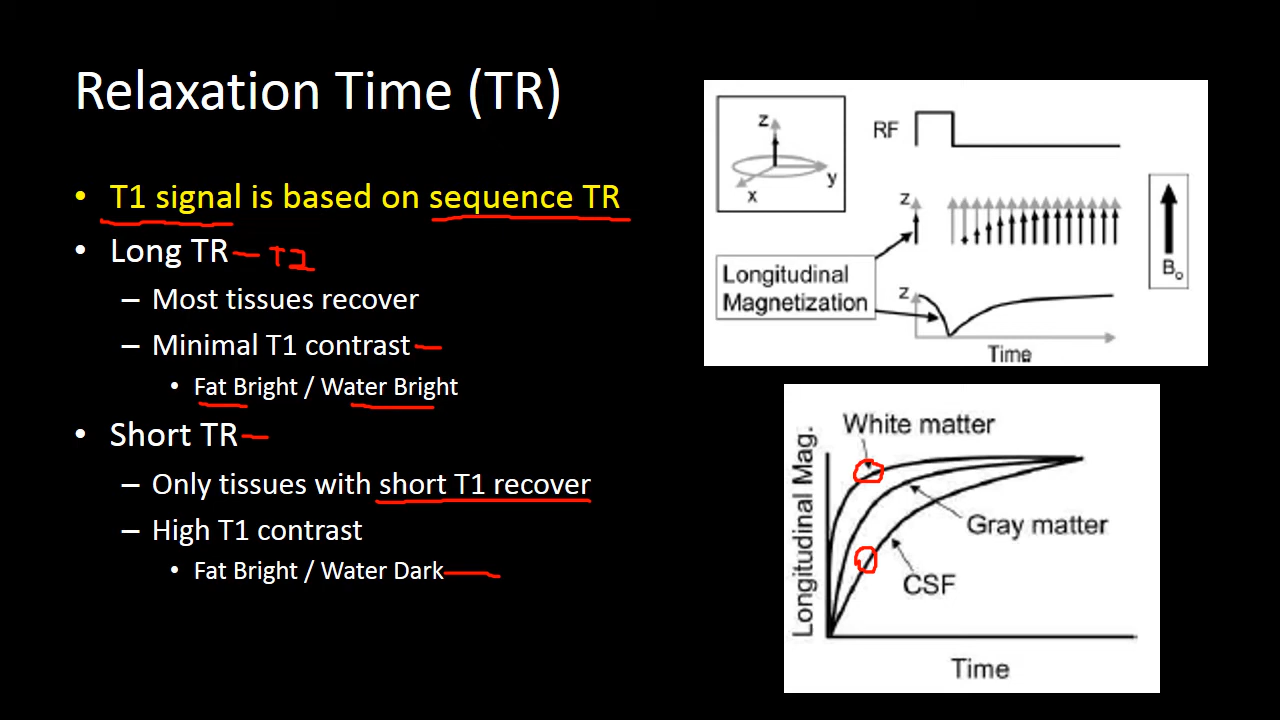 Relaxation Time (TR)
• T1 signal is based on sequence TR
• Long TR – T2
– Most tissues recover
– Minimal T1 contrast
• Fat Bright / Water Bright
• Short TR
– Only tissues with short T1 recover
– High T1 contrast
• Fat Bright / Water Dark
z
y
x
RF
z
Longitudinal
Magnetization
z
Time
Bo
White matter
Gray matter
CSF
Longitudinal Mag.
Time